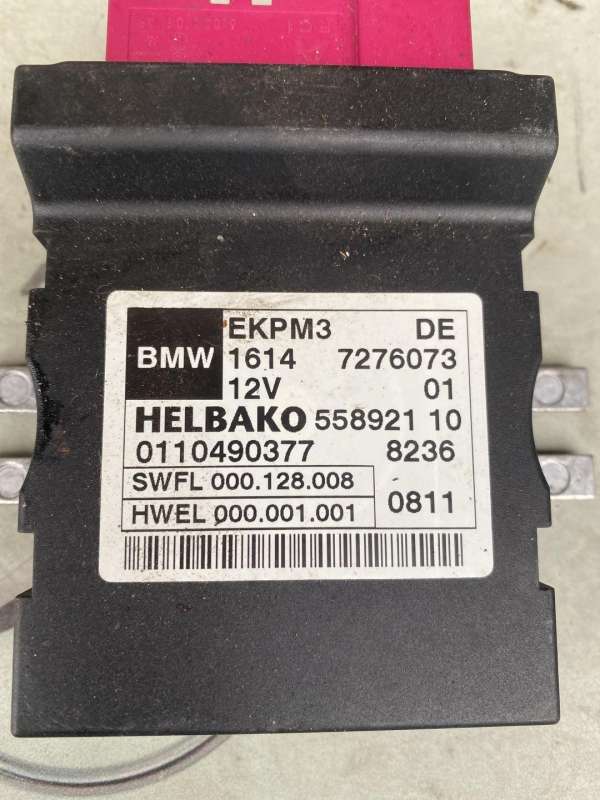 EKPM3 DE
BMW 1614 7276073
12V 01
HELBAKO 558921 10
0110490377 8236
SWFL 000.128.008
HWEL 000.001.001 0811